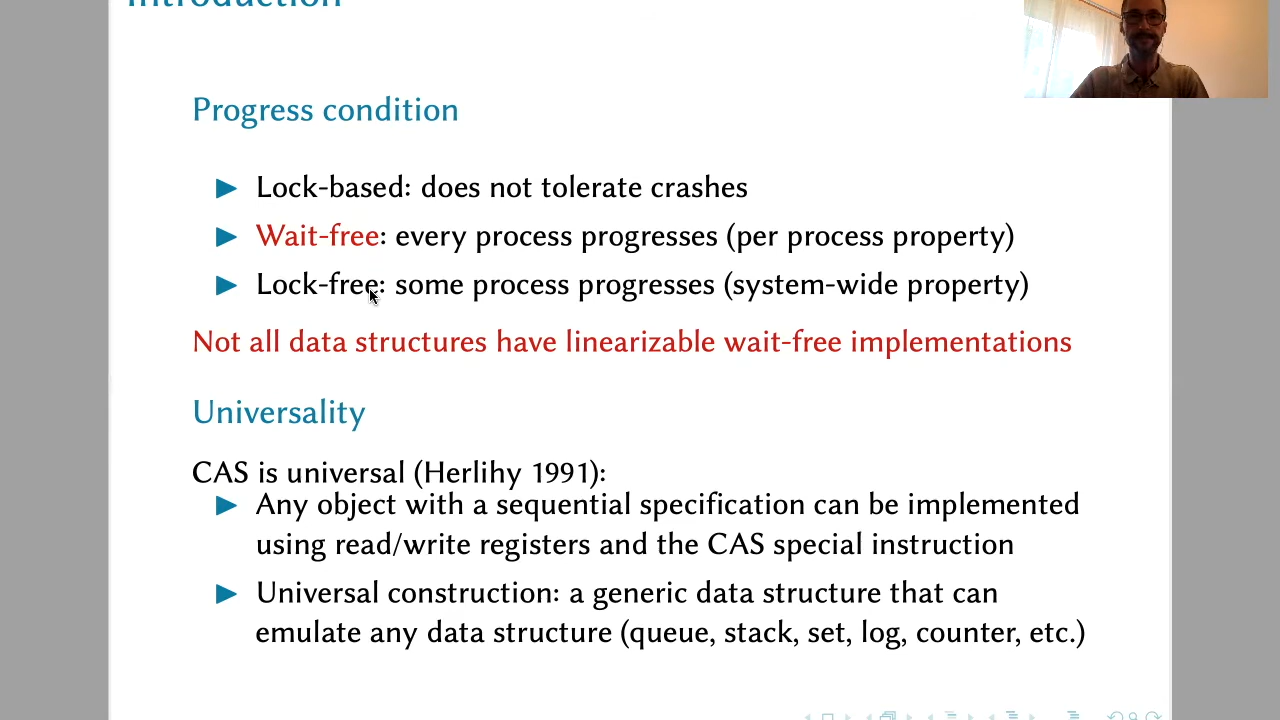 Introduction
Progress condition
Lock-based: does not tolerate crashes
Wait-free: every process progresses (per process property)
Lock-free: some process progresses (system-wide property)
Not all data structures have linearizable wait-free implementations
Universality
CAS is universal (Herlihy 1991):
Any object with a sequential specification can be implemented
using read/write registers and the CAS special instruction
Universal construction: a generic data structure that can
emulate any data structure (queue, stack, set, log, counter, etc.)